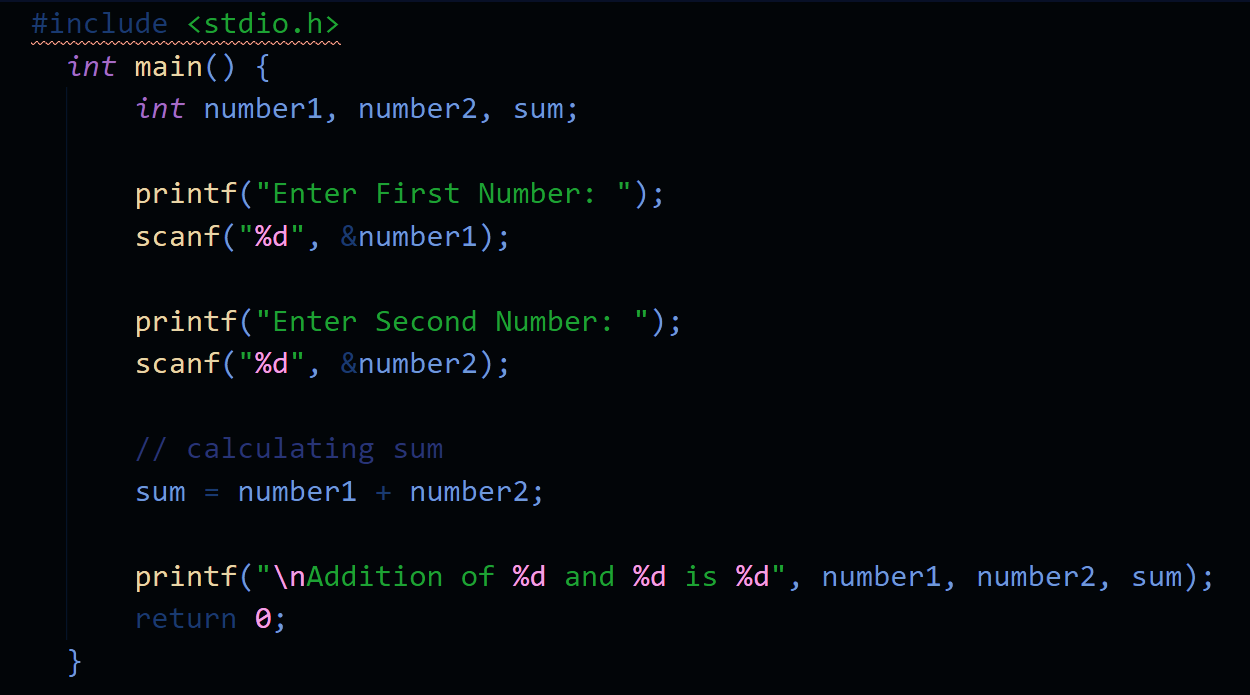 #include <stdio.h>
int main() {
int number1, number2, sum;
printf("Enter First Number: ");
scanf("%d", &number1);
printf("Enter Second Number: ");
scanf("%d", &number2);
// calculating sum
sum = number1 + number2;
printf("\nAddition of %d and %d is %d", number1, number2, sum);
return 0;
}